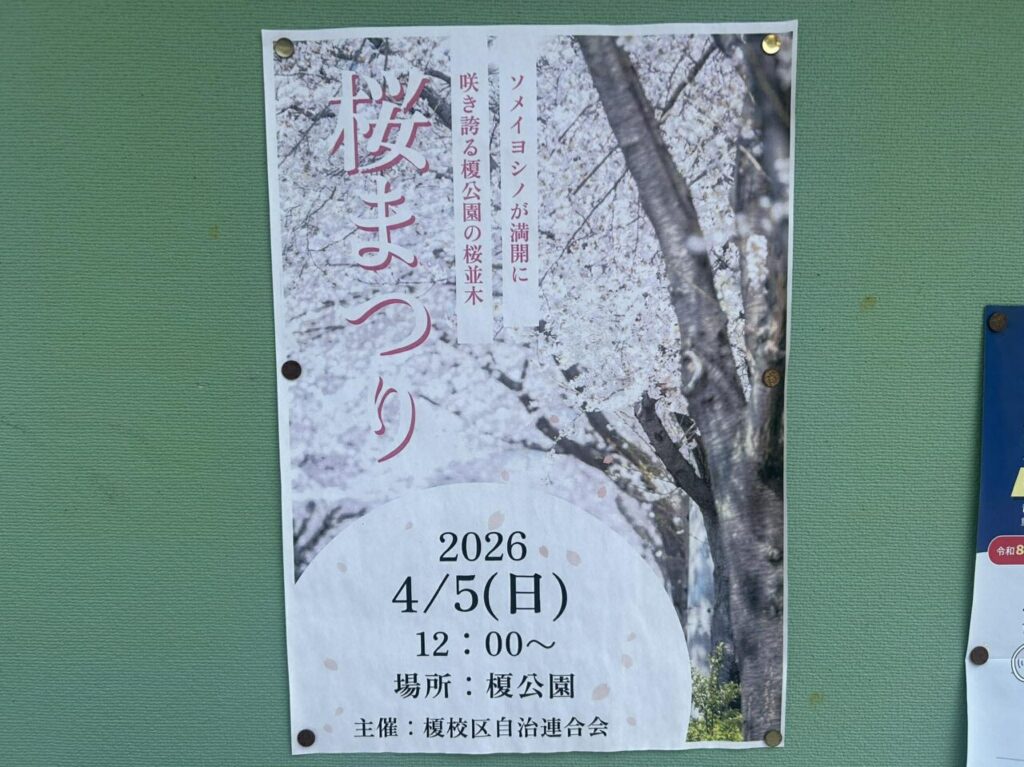 桜まつり
ソメイヨシノが満開に
咲き誇る榎公園の桜並木
2026
4/5(日)
12：00〜
場所：榎公園
主催：榎校区自治連合会
令和8